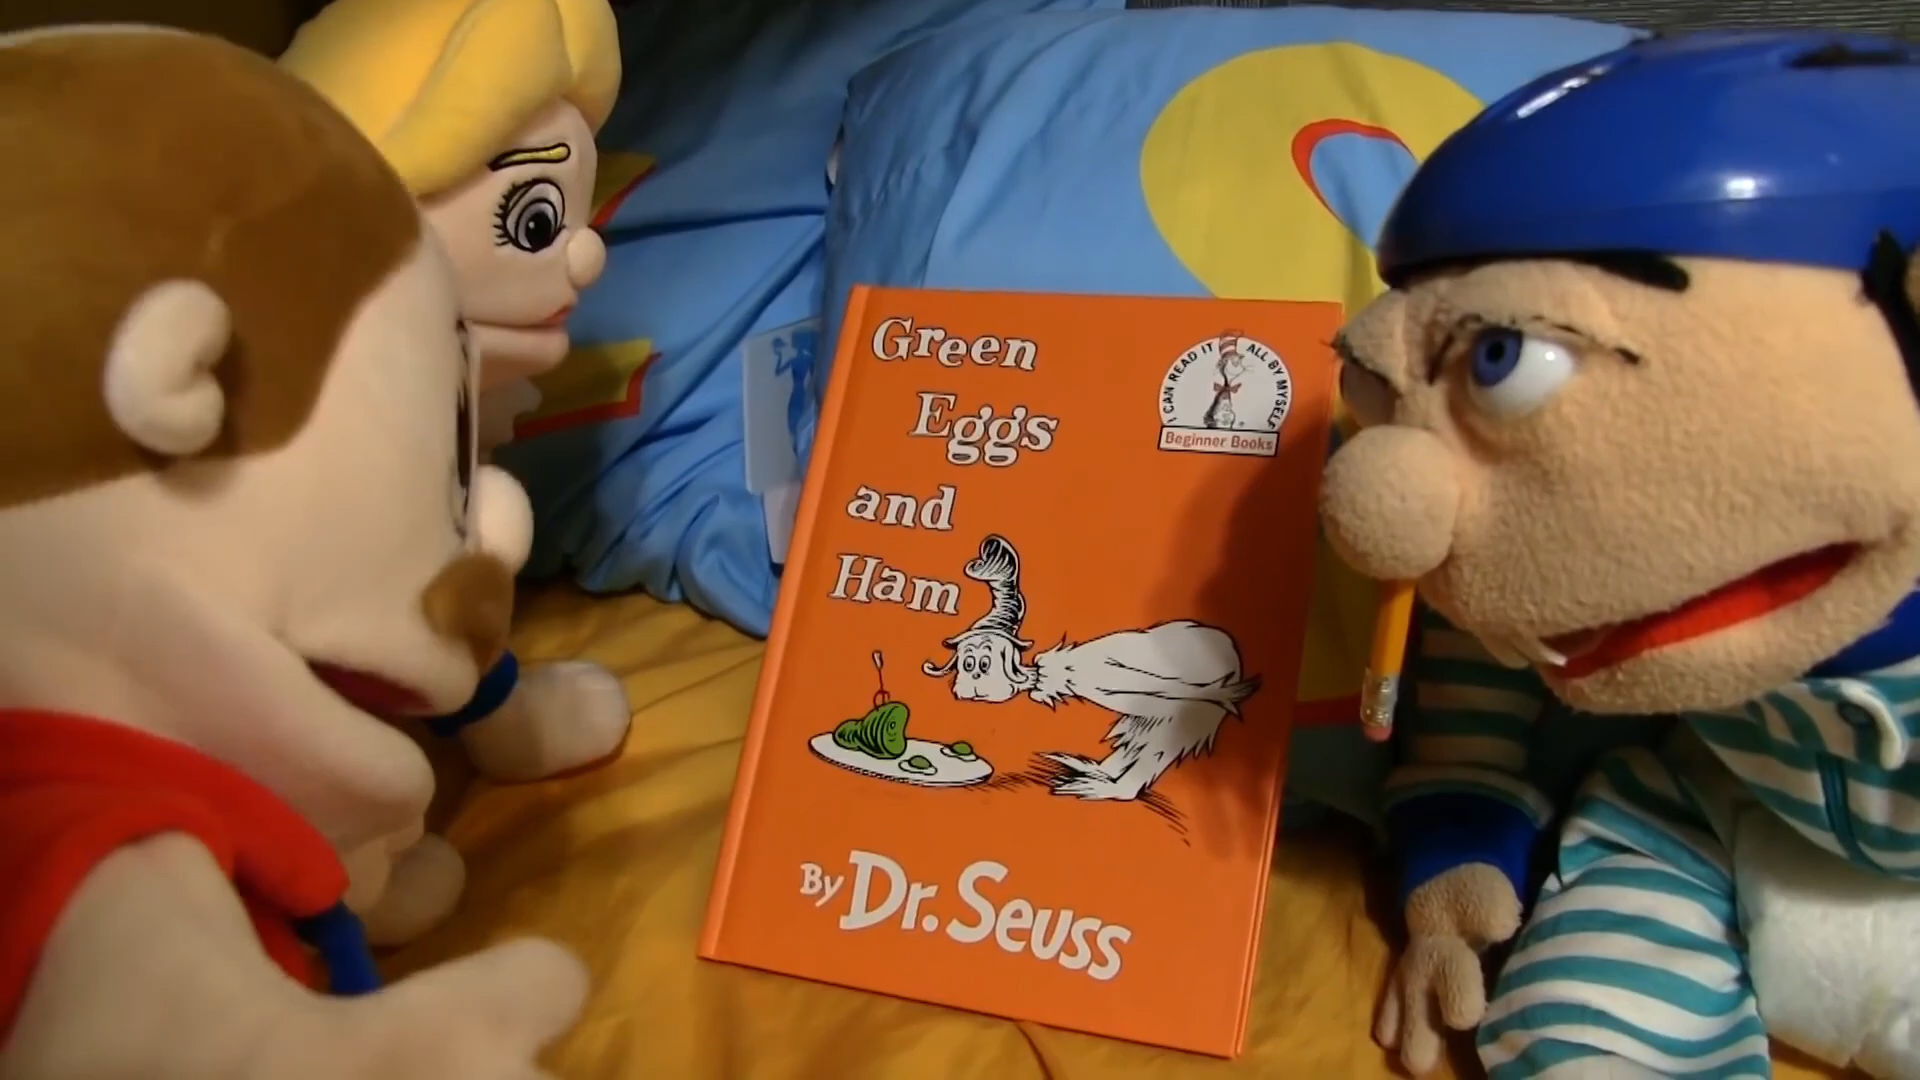 Green
Eggs
and
Ham
I CAN READ IT ALL BY MYSELF
Beginner Books
By Dr. Seuss